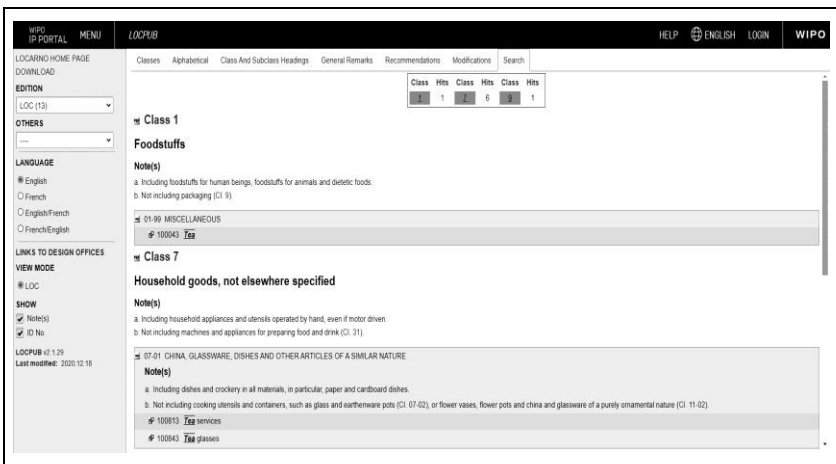 WIPO
IP PORTAL MENU LOCPUB HELP ENGLISH LOGIN WIPO
LOCARNO HOME PAGE
DOWNLOAD
EDITION
LOC (13)
OTHERS
----
LANGUAGE
English
French
English/French
French/English
LINKS TO DESIGN OFFICES
VIEW MODE
LOC
SHOW
Note(s)
ID No.
LOCPUB v2.1.29
Last modified: 2020.12.18
Classes Alphabetical Class And Subclass Headings General Remarks Recommendations Modifications Search
Class Hits Class Hits Class Hits
1 1 7 6 9 1
Class 1
Foodstuffs
Note(s)
a. Including foodstuffs for human beings, foodstuffs for animals and dietetic foods.
b. Not including packaging (Cl. 9).
01-99 MISCELLANEOUS
100043 Tea
Class 7
Household goods, not elsewhere specified
Note(s)
a. Including household appliances and utensils operated by hand, even if motor driven.
b. Not including machines and appliances for preparing food and drink (Cl. 31).
07-01 CHINA, GLASSWARE, DISHES AND OTHER ARTICLES OF A SIMILAR NATURE
Note(s)
a. Including dishes and crockery in all materials, in particular, paper and cardboard dishes.
b. Not including cooking utensils and containers, such as glass and earthenware pots (Cl. 07-02), or flower vases, flower pots and china and glassware of a purely ornamental nature (Cl. 11-02).
100813 Tea services
100843 Tea glasses